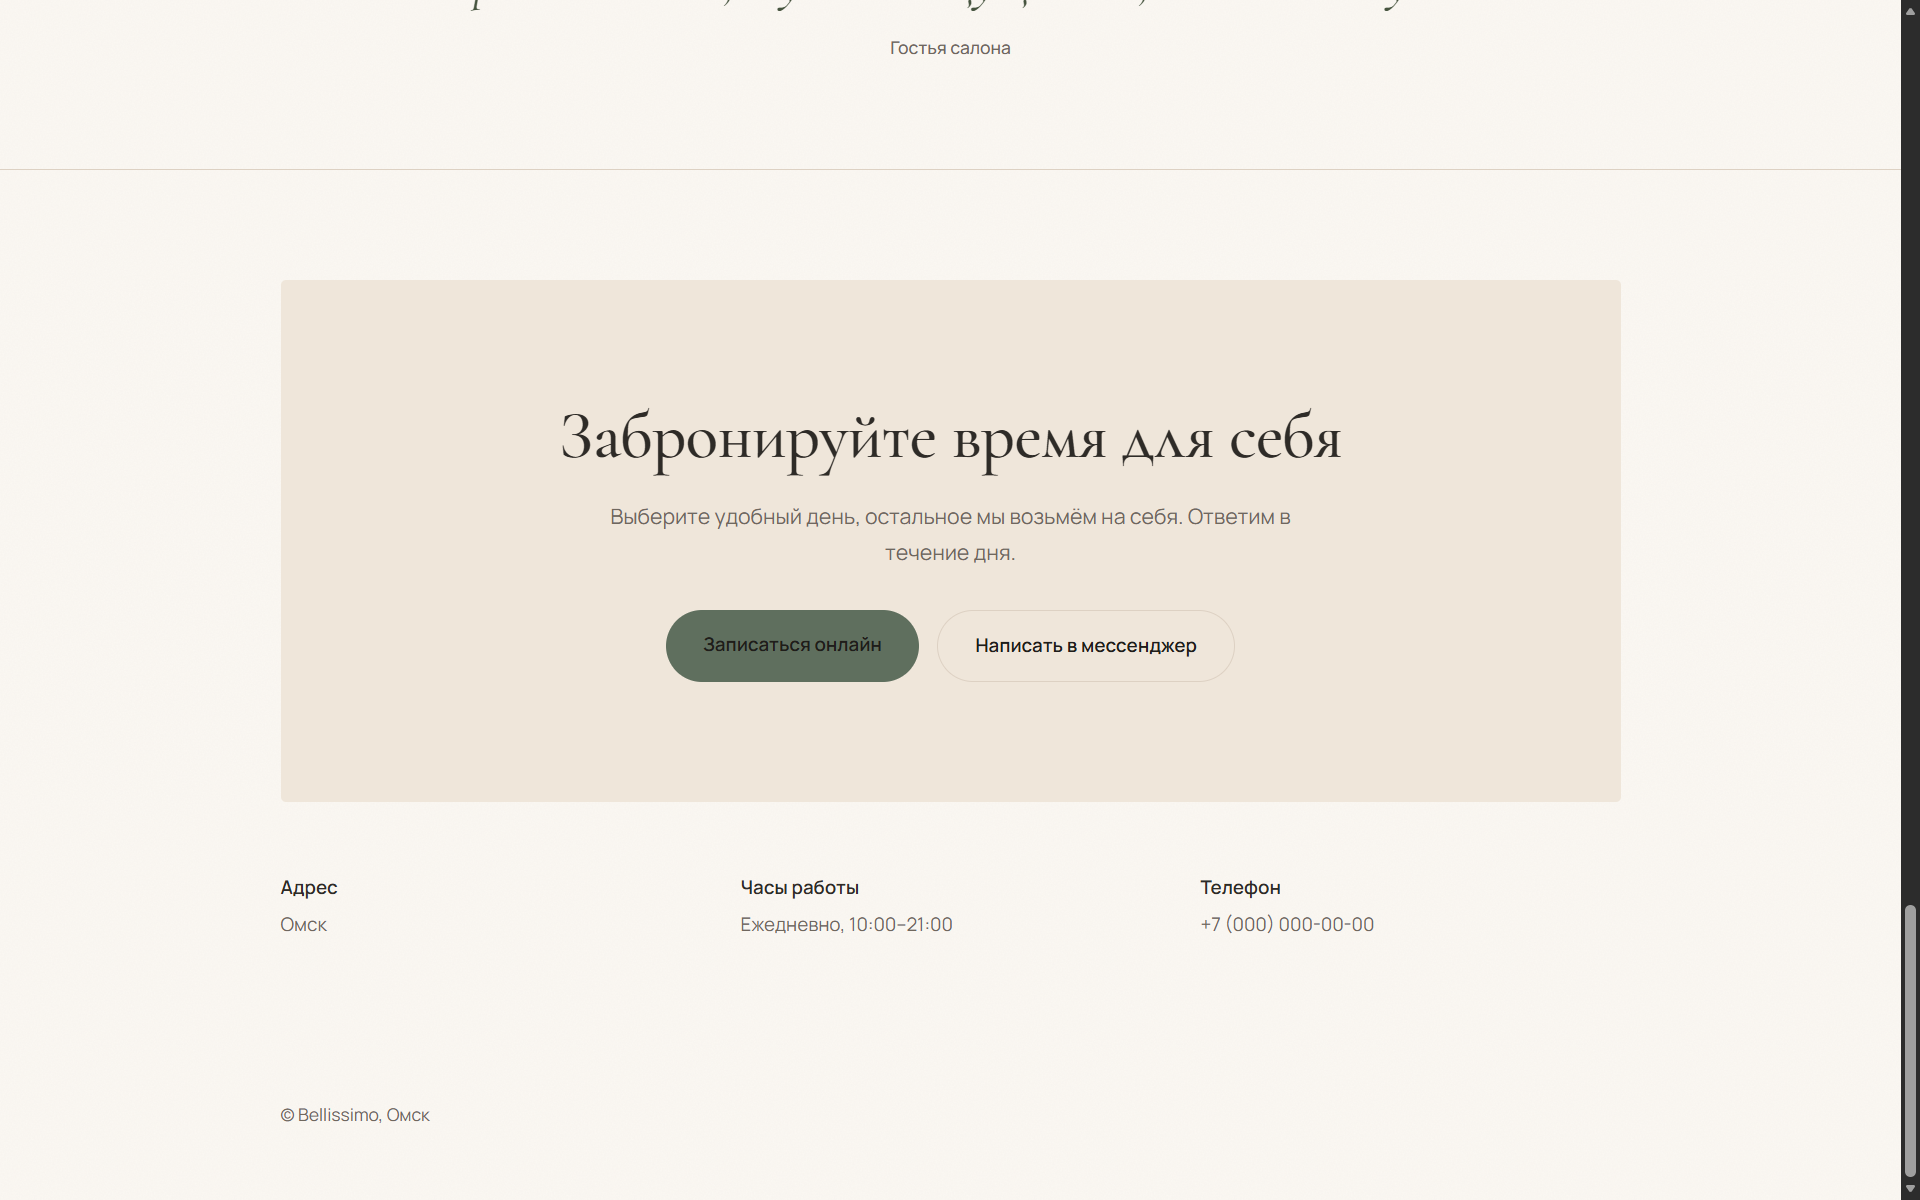 Гостья салона
Забронируйте время для себя
Выберите удобный день, остальное мы возьмём на себя. Ответим в
течение дня.
Записаться онлайн
Написать в мессенджер
Адрес
Омск
Часы работы
Ежедневно, 10:00–21:00
Телефон
+7 (000) 000-00-00
© Bellissimo, Омск